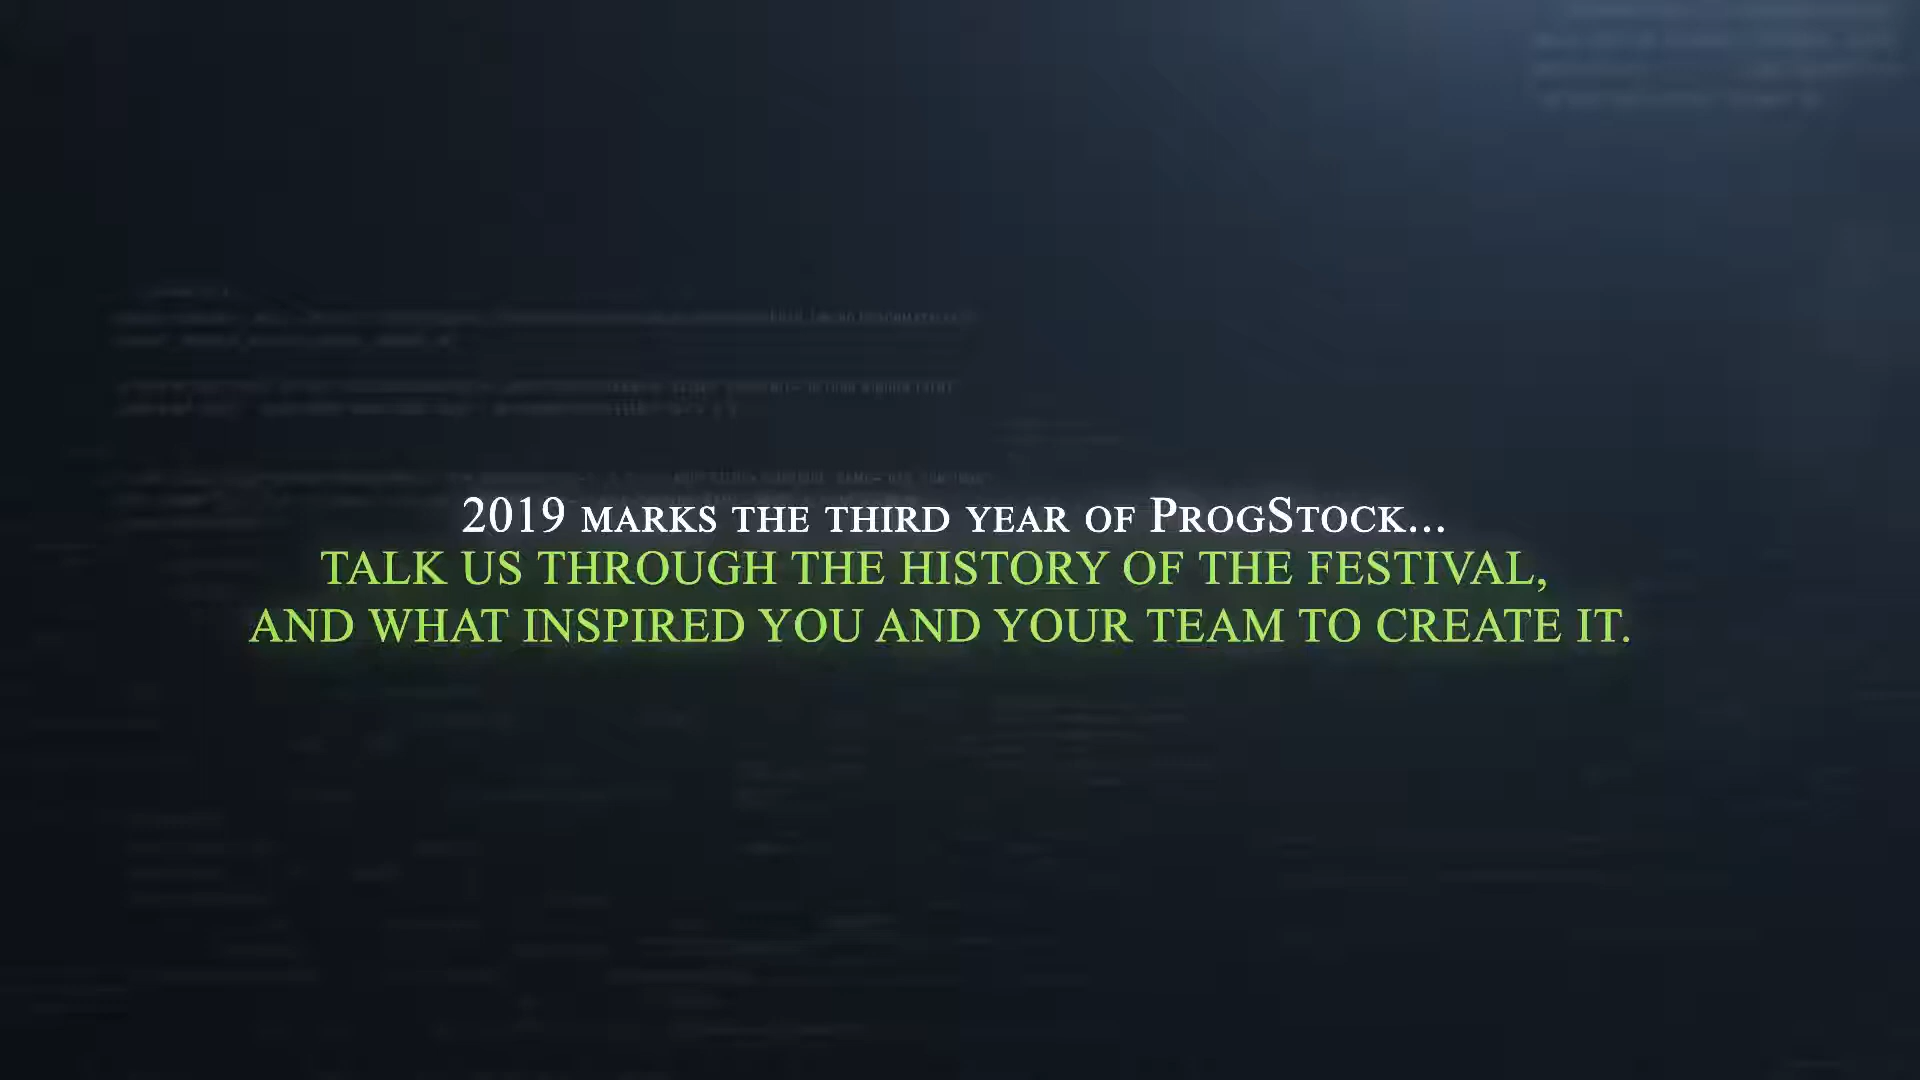 2019 marks the third year of ProgStock...
TALK US THROUGH THE HISTORY OF THE FESTIVAL,
AND WHAT INSPIRED YOU AND YOUR TEAM TO CREATE IT.